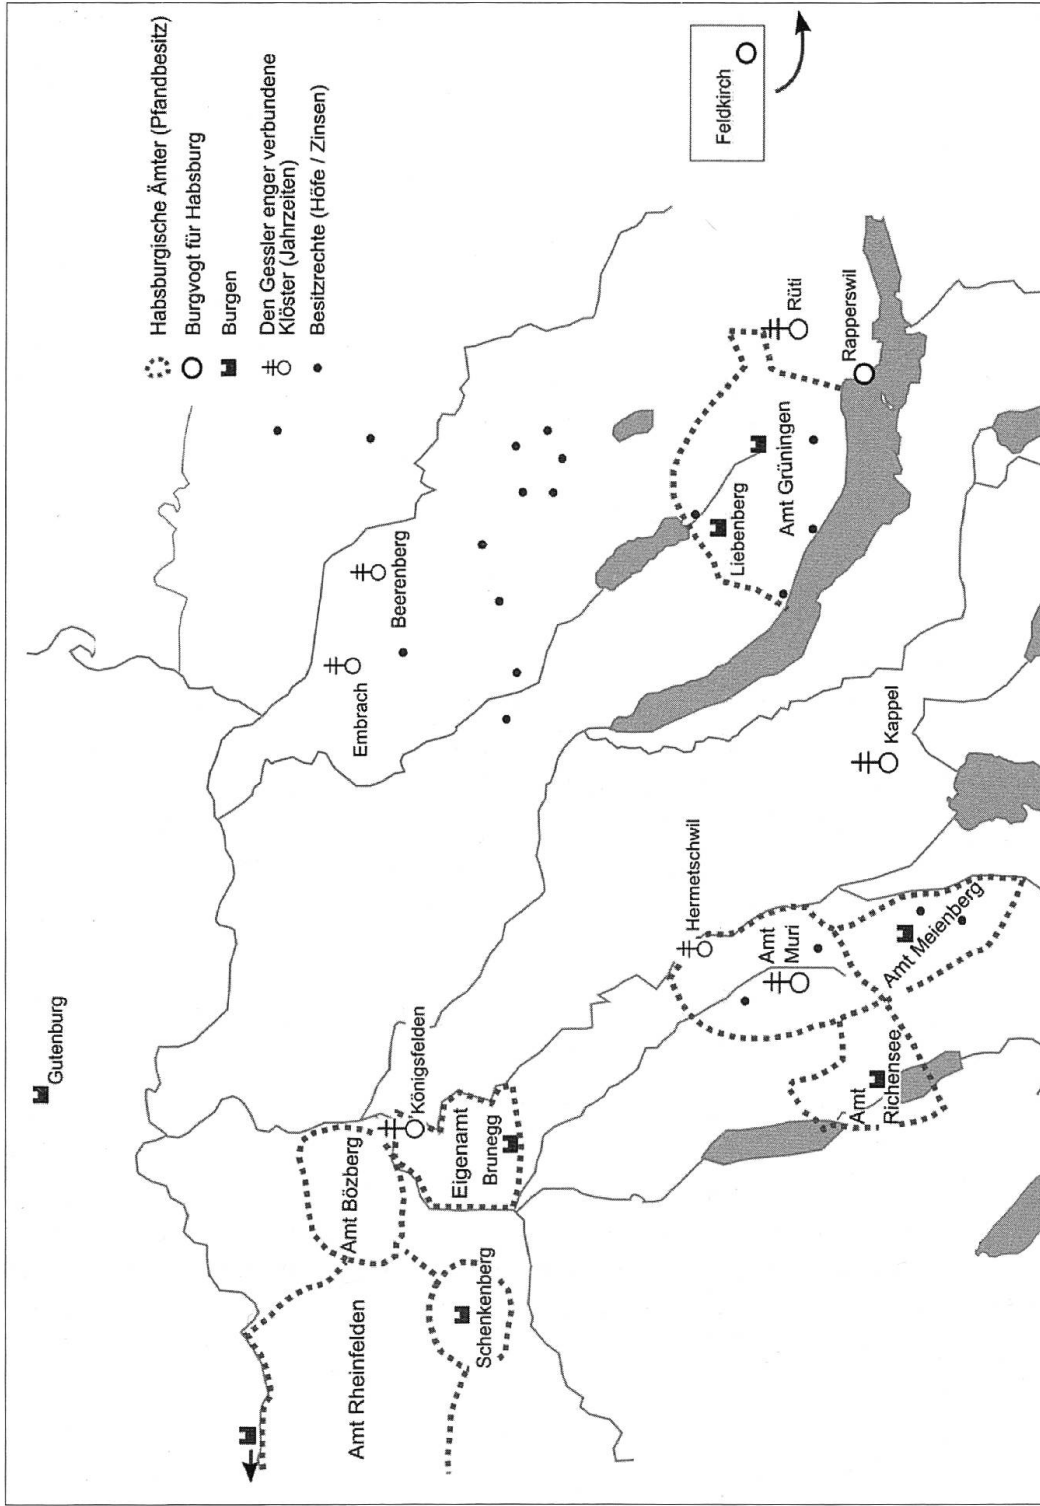 Habsburgische Ämter (Pfandbesitz)
Burgvogt für Habsburg
Burgen
Den Gessler enger verbundene
Klöster (Jahrzeiten)
Besitzrechte (Höfe / Zinsen)
Gutenburg
Feldkirch
Embrach
Beerenberg
Amt Rheinfelden
Amt Bözberg
Königsfelden
Schenkenberg
Eigenamt
Brunegg
Hermetschwil
Liebenberg
Amt Grüningen
Rüti
Rapperswil
Amt
Muri
Kappel
Amt
Richensee
Amt Meienberg